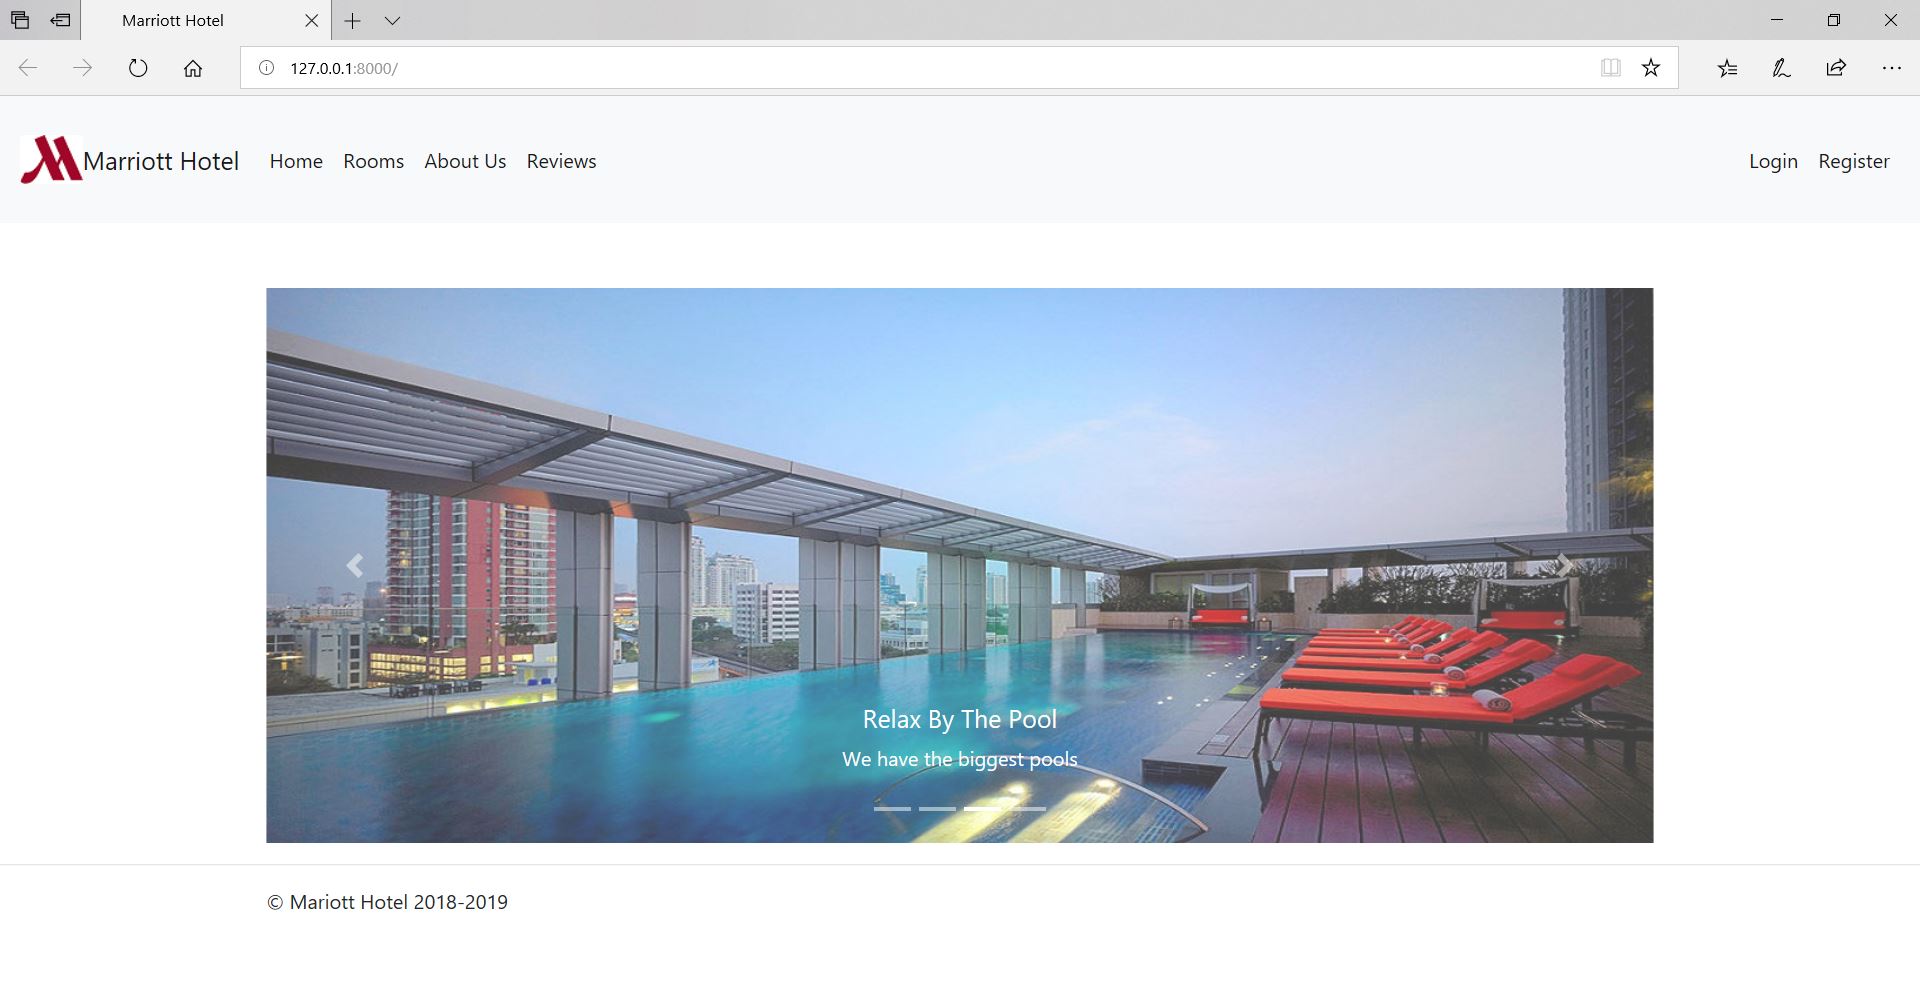 Marriott Hotel
127.0.0.1:8000/
Marriott Hotel Home Rooms About Us Reviews Login Register
Relax By The Pool
We have the biggest pools
© Mariott Hotel 2018-2019